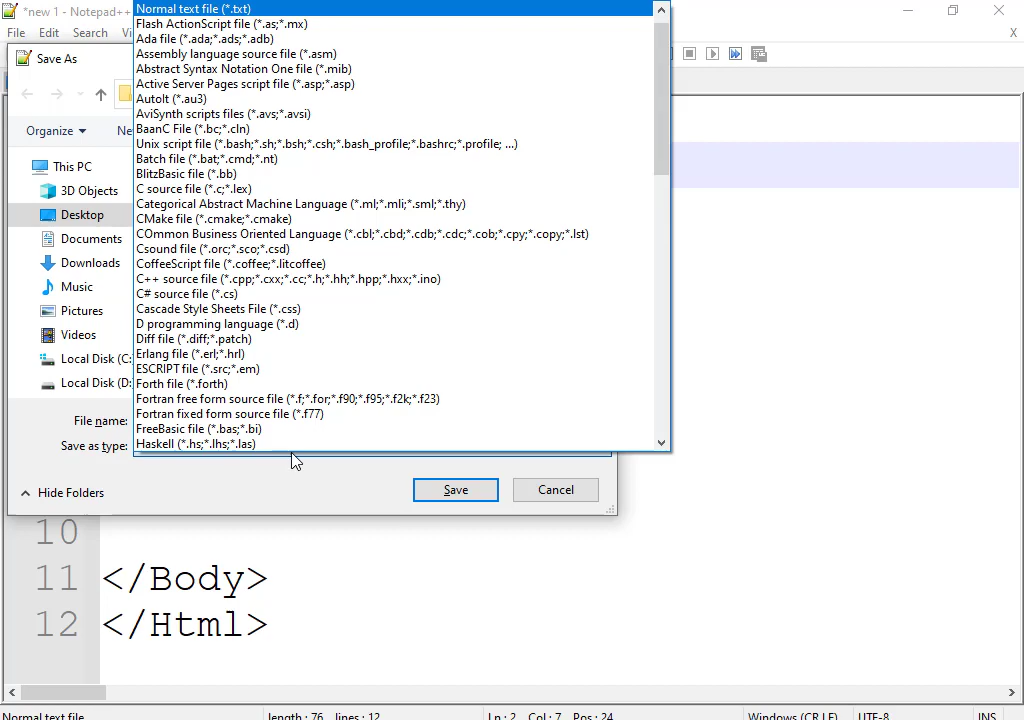 *new 1 - Notepad++
File Edit Search Vi
X
Save As
Organize
Ne
This PC
3D Objects
Desktop
Documents
Downloads
Music
Pictures
Videos
Local Disk (C:
Local Disk (D:
Normal text file (*.txt)
Flash ActionScript file (*.as;*.mx)
Ada file (*.ada;*.ads;*.adb)
Assembly language source file (*.asm)
Abstract Syntax Notation One file (*.mib)
Active Server Pages script file (*.asp;*.asp)
AutoIt (*.au3)
AviSynth scripts files (*.avs;*.avsi)
BaanC File (*.bc;*.cln)
Unix script file (*.bash;*.sh;*.bsh;*.csh;*.bash_profile;*.bashrc;*.profile; ...)
Batch file (*.bat;*.cmd;*.nt)
BlitzBasic file (*.bb)
C source file (*.c;*.lex)
Categorical Abstract Machine Language (*.ml;*.mli;*.sml;*.thy)
CMake file (*.cmake;*.cmake)
COmmon Business Oriented Language (*.cbl;*.cbd;*.cdb;*.cdc;*.cob;*.cpy;*.copy;*.lst)
Csound file (*.orc;*.sco;*.csd)
CoffeeScript file (*.coffee;*.litcoffee)
C++ source file (*.cpp;*.cxx;*.cc;*.h;*.hh;*.hpp;*.hxx;*.ino)
C# source file (*.cs)
Cascade Style Sheets File (*.css)
D programming language (*.d)
Diff file (*.diff;*.patch)
Erlang file (*.erl;*.hrl)
ESCRIPT file (*.src;*.em)
Forth file (*.forth)
Fortran free form source file (*.f;*.for;*.f90;*.f95;*.f2k;*.f23)
Fortran fixed form source file (*.f77)
FreeBasic file (*.bas;*.bi)
Haskell (*.hs;*.lhs;*.las)
File name:
Save as type:
Hide Folders
Save
Cancel
10
11 </Body>
12 </Html>
Normal text file length : 76 lines : 12 Ln : 2 Col : 7 Pos : 24 Windows (CR LF) UTF-8 INS